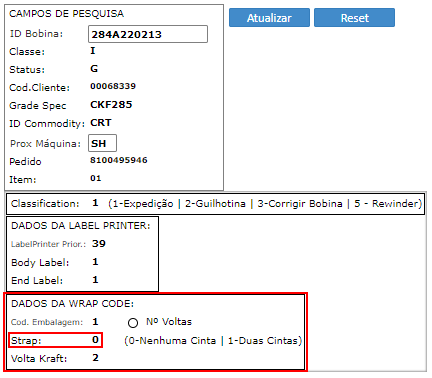 CAMPOS DE PESQUISA
ID Bobina: 284A220213
Atualizar Reset
Classe: I
Status: G
Cod.Cliente: 00068339
Grade Spec CKF285
ID Commodity: CRT
Prox Máquina: SH
Pedido 8100495946
Item: 01
Classification: 1 (1-Expedição | 2-Guilhotina | 3-Corrigir Bobina | 5 - Rewinder)
DADOS DA LABEL PRINTER:
LabelPrinter Prior.: 39
Body Label: 1
End Label: 1
DADOS DA WRAP CODE:
Cod. Embalagem: 1 Nº Voltas
Strap: 0 (0-Nenhuma Cinta | 1-Duas Cintas)
Volta Kraft: 2